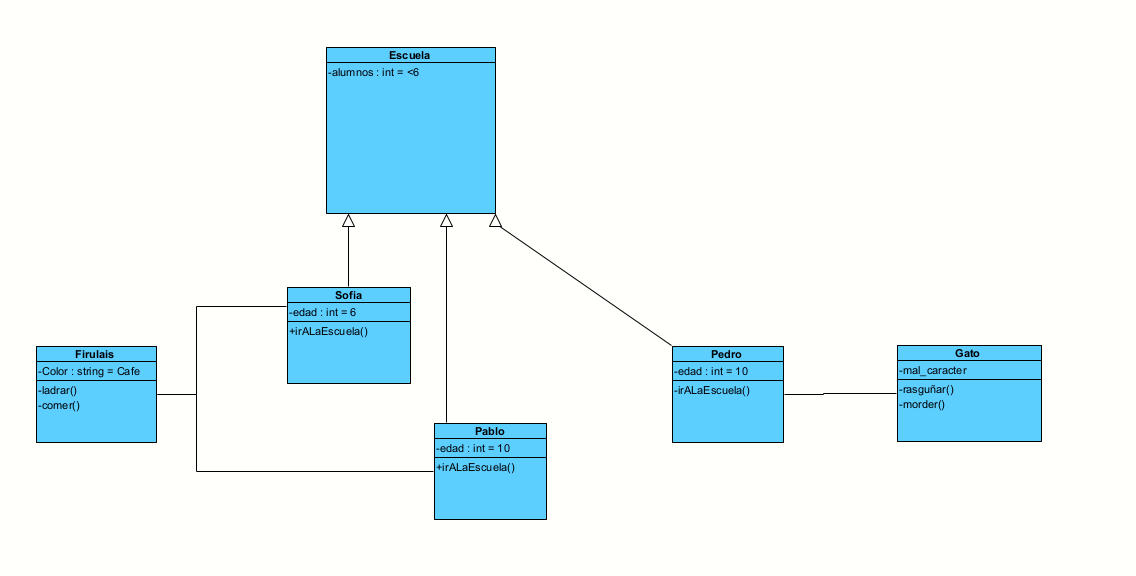 Escuela
-alumnos : int = <6
Sofia
-edad : int = 6
+irALaEscuela()
Firulais
-Color : string = Cafe
-ladrar()
-comer()
Pablo
-edad : int = 10
+irALaEscuela()
Pedro
-edad : int = 10
-irALaEscuela()
Gato
-mal_caracter
-rasguñar()
-morder()